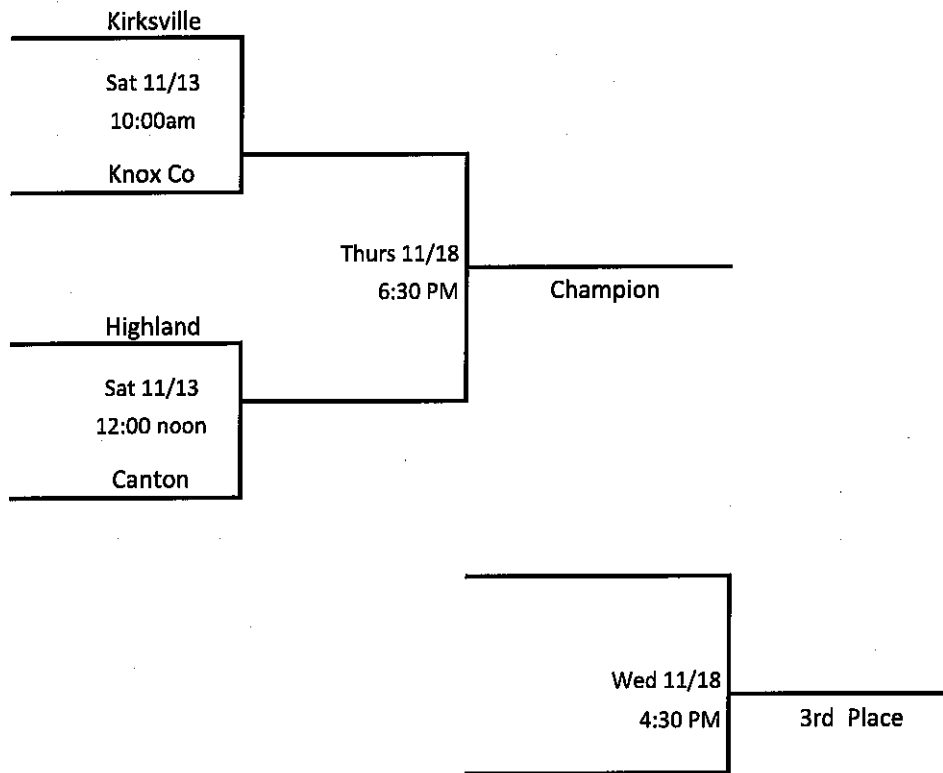 Kirksville
Sat 11/13
10:00am
Knox Co
Thurs 11/18
6:30 PM
Champion
Highland
Sat 11/13
12:00 noon
Canton
Wed 11/18
4:30 PM
3rd Place